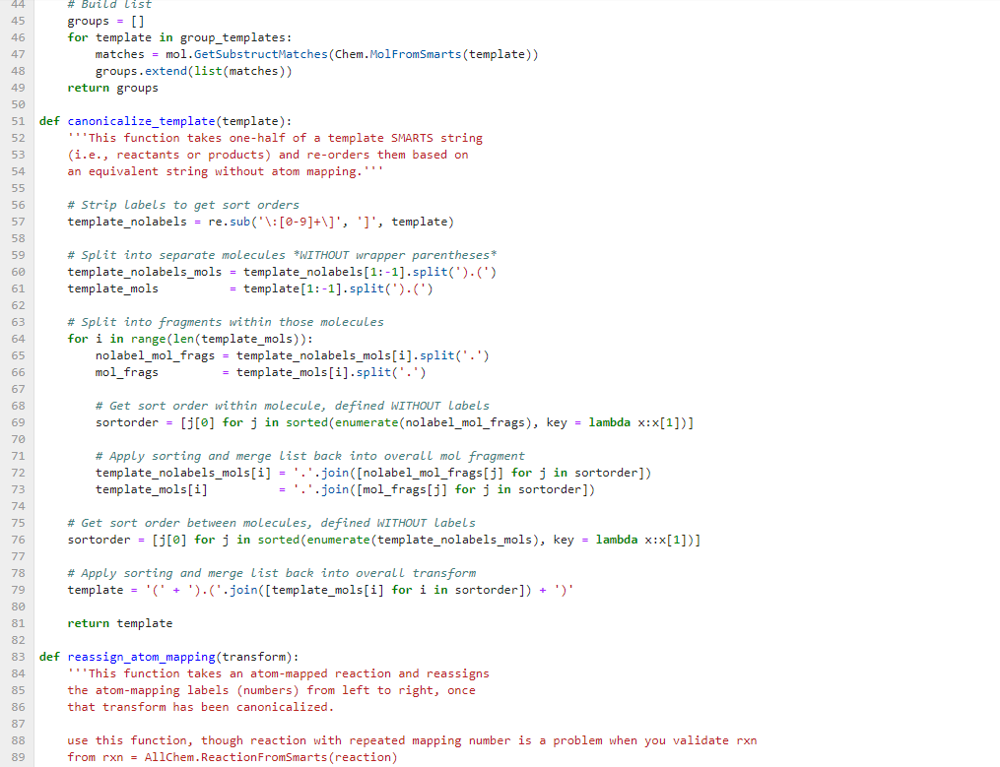 44 # Build list
45 groups = []
46 for template in group_templates:
47 matches = mol.GetSubstructMatches(Chem.MolFromSmarts(template))
48 groups.extend(list(matches))
49 return groups
50
51 def canonicalize_template(template):
52 '''This function takes one-half of a template SMARTS string
53 (i.e., reactants or products) and re-orders them based on
54 an equivalent string without atom mapping.'''
55
56 # Strip labels to get sort orders
57 template_nolabels = re.sub('\:[0-9]+\]', ']', template)
58
59 # Split into separate molecules *WITHOUT wrapper parentheses*
60 template_nolabels_mols = template_nolabels[1:-1].split(').(')
61 template_mols = template[1:-1].split(').(')
62
63 # Split into fragments within those molecules
64 for i in range(len(template_mols)):
65 nolabel_mol_frags = template_nolabels_mols[i].split('.')
66 mol_frags = template_mols[i].split('.')
67
68 # Get sort order within molecule, defined WITHOUT labels
69 sortorder = [j[0] for j in sorted(enumerate(nolabel_mol_frags), key = lambda x:x[1])]
70
71 # Apply sorting and merge list back into overall mol fragment
72 template_nolabels_mols[i] = '.'.join([nolabel_mol_frags[j] for j in sortorder])
73 template_mols[i] = '.'.join([mol_frags[j] for j in sortorder])
74
75 # Get sort order between molecules, defined WITHOUT labels
76 sortorder = [j[0] for j in sorted(enumerate(template_nolabels_mols), key = lambda x:x[1])]
77
78 # Apply sorting and merge list back into overall transform
79 template = '(' + ').('.join([template_mols[i] for i in sortorder]) + ')'
80
81 return template
82
83 def reassign_atom_mapping(transform):
84 '''This function takes an atom-mapped reaction and reassigns
85 the atom-mapping labels (numbers) from left to right, once
86 that transform has been canonicalized.
87
88 use this function, though reaction with repeated mapping number is a problem when you validate rxn
89 from rxn = AllChem.ReactionFromSmarts(reaction)